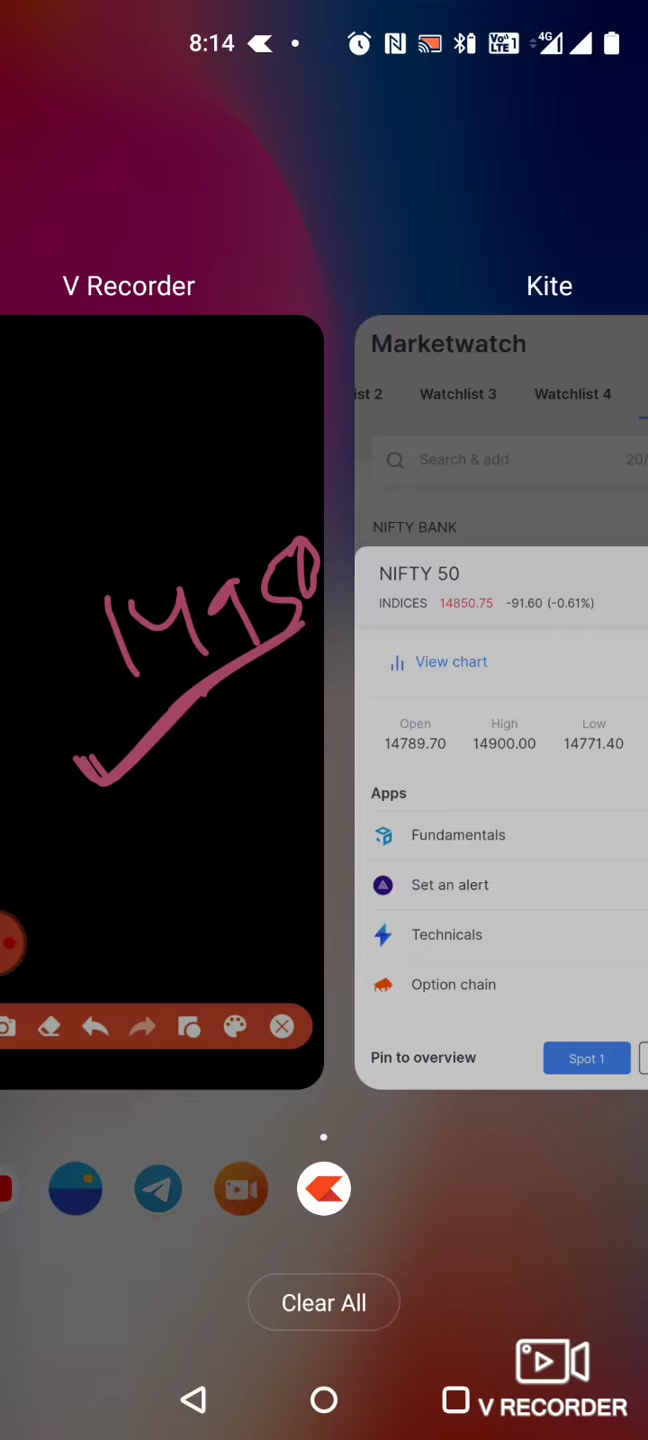 8:14
VoLTE1
4G
V Recorder
Kite
14950
Marketwatch
ist 2 Watchlist 3 Watchlist 4
Search & add 20/
NIFTY BANK
NIFTY 50
INDICES 14850.75 -91.60 (-0.61%)
View chart
Open High Low
14789.70 14900.00 14771.40
Apps
Fundamentals
Set an alert
Technicals
Option chain
Pin to overview Spot 1
Clear All
V RECORDER